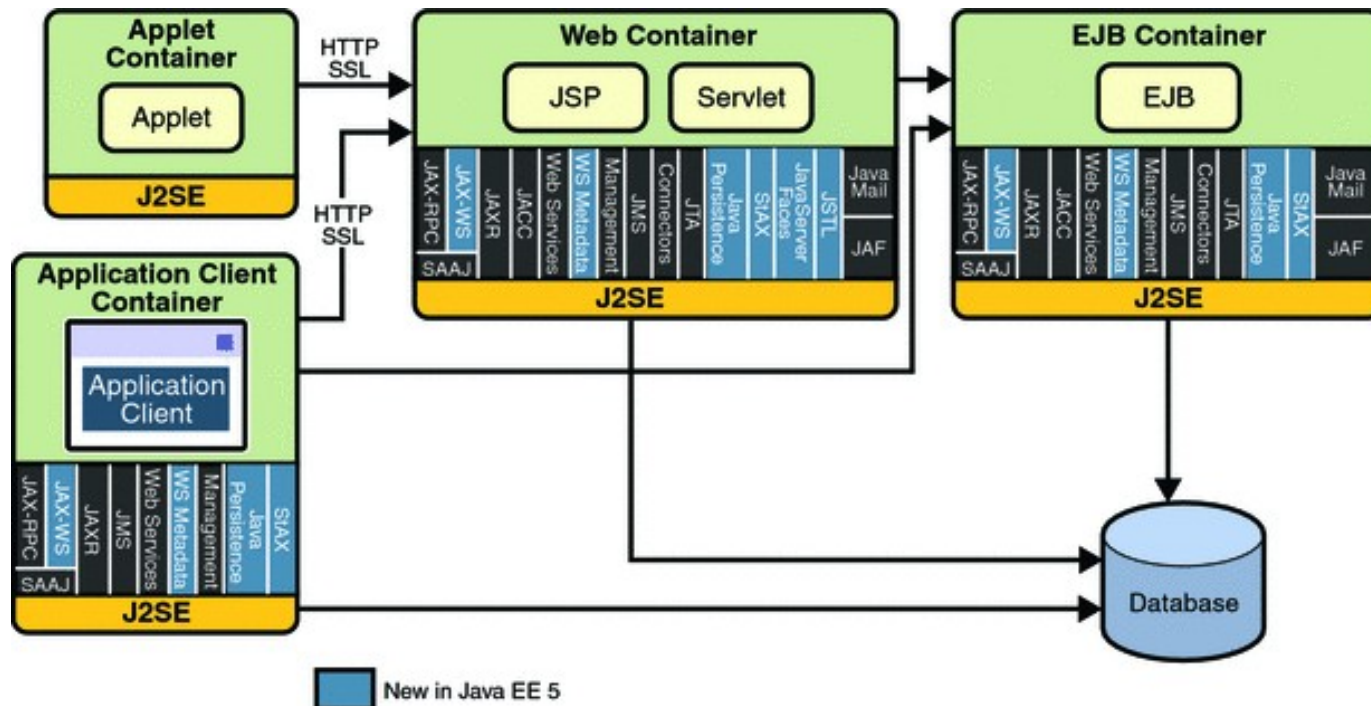 Applet
Container
Applet
J2SE
HTTP
SSL
HTTP
SSL
Web Container
JSP
Servlet
JAX-RPC
JAX-WS
SAAJ
JAXR
JACC
Web Services
WS Metadata
Management
JMS
Connectors
JTA
Java
Persistence
StAX
JavaServer
Faces
JSTL
Java
Mail
JAF
J2SE
EJB Container
EJB
JAX-RPC
JAX-WS
SAAJ
JAXR
JACC
Web Services
WS Metadata
Management
JMS
Connectors
JTA
Java
Persistence
StAX
Java
Mail
JAF
J2SE
Application Client
Container
Application
Client
JAX-RPC
JAX-WS
SAAJ
JAXR
JMS
Web Services
WS Metadata
Management
Java
Persistence
StAX
J2SE
Database
New in Java EE 5